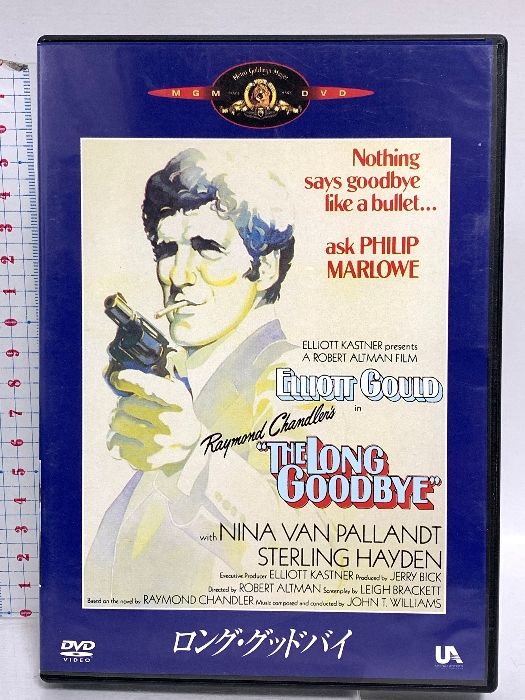 Metro Goldwyn Mayer
MGM DVD
Nothing
says goodbye
like a bullet...
ask PHILIP
MARLOWE
ELLIOTT KASTNER presents
A ROBERT ALTMAN FILM
ELLIOTT GOULD
in
Raymond Chandler's
"THE LONG
GOODBYE"
with NINA VAN PALLANDT
STERLING HAYDEN
Executive Producer ELLIOTT KASTNER Produced by JERRY BICK
Directed by ROBERT ALTMAN Screenplay by LEIGH BRACKETT
Based on the novel by RAYMOND CHANDLER Music composed and conducted by JOHN T. WILLIAMS
DVD
VIDEO
ロング・グッドバイ
UA